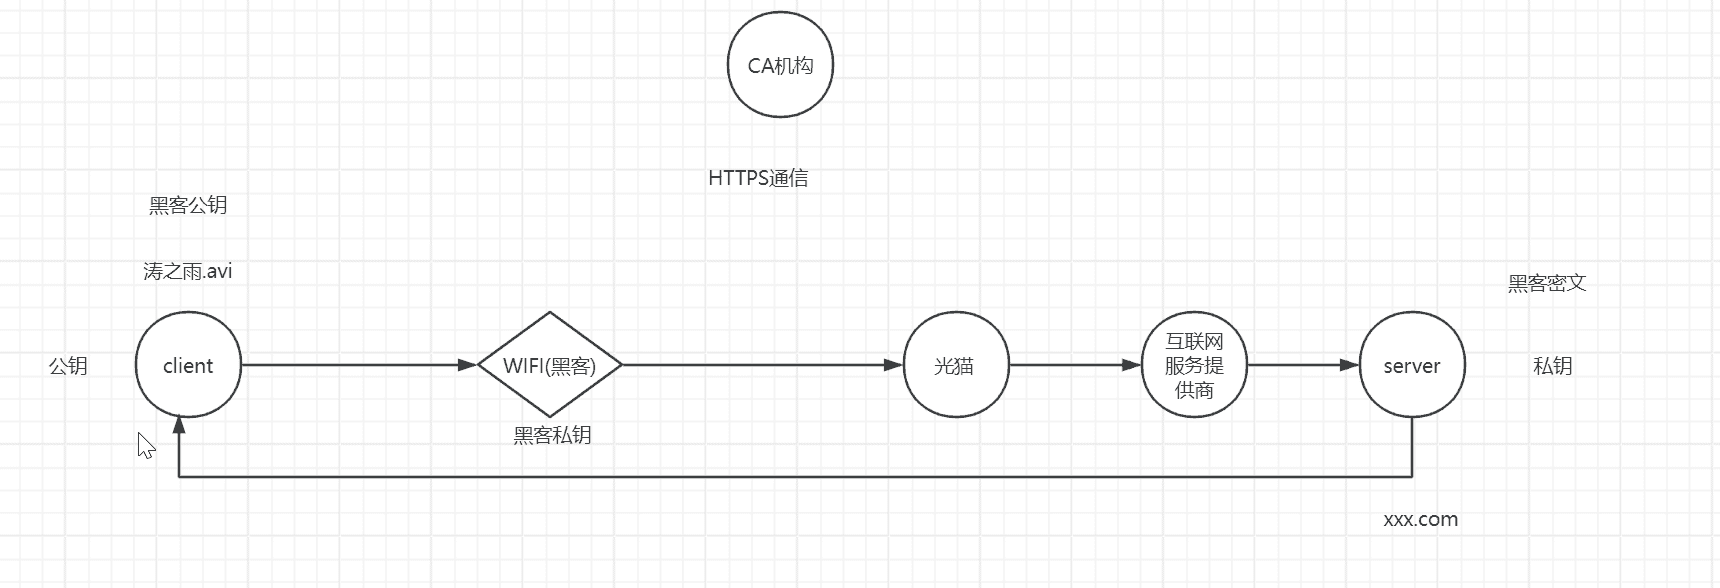 CA机构
HTTPS通信
黑客公钥
涛之雨.avi
黑客密文
公钥
client
WIFI(黑客)
光猫
互联网
服务提
供商
server
私钥
黑客私钥
xxx.com